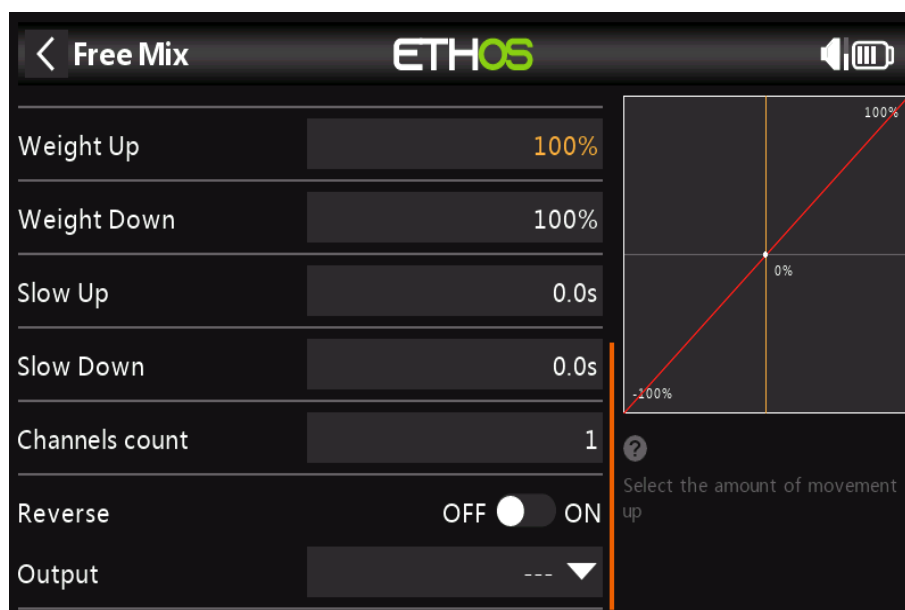 Free Mix
ETHOS
Weight Up 100%
Weight Down 100%
Slow Up 0.0s
Slow Down 0.0s
Channels count 1
Reverse OFF ON
Output ---
100%
0%
-100%
?
Select the amount of movement
up